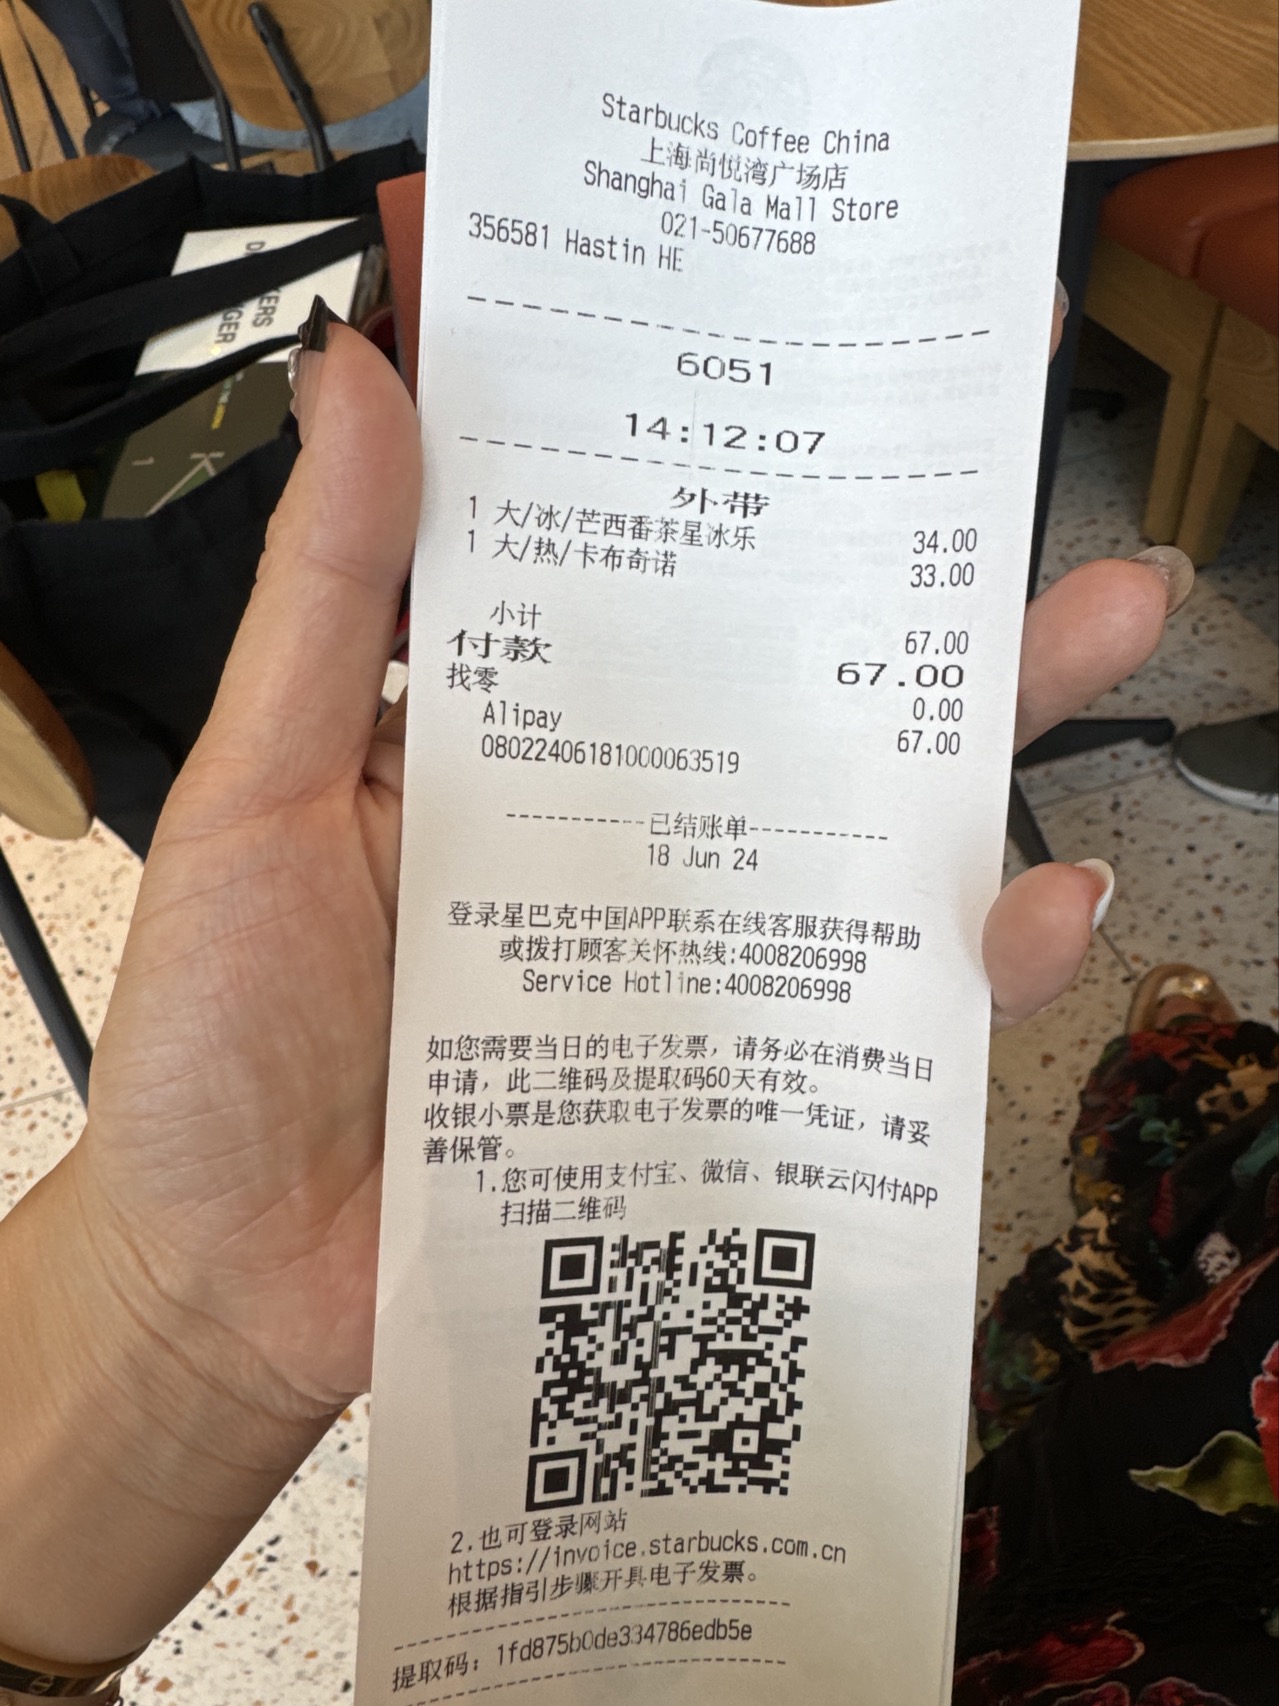 Starbucks Coffee China
上海尚悦湾广场店
Shanghai Gala Mall Store
021-50677688
356581 Hastin HE
6051
14:12:07
外带
1 大/冰/芒西番茶星冰乐 34.00
1 大/热/卡布奇诺 33.00
小计 67.00
付款 67.00
找零 0.00
Alipay 67.00
08022406181000063519
-----------已结账单-----------
18 Jun 24
登录星巴克中国APP联系在线客服获得帮助
或拨打顾客关怀热线:4008206998
Service Hotline:4008206998
如您需要当日的电子发票，请务必在消费当日
申请，此二维码及提取码60天有效。
收银小票是您获取电子发票的唯一凭证，请妥
善保管。
1.您可使用支付宝、微信、银联云闪付APP
扫描二维码
2.也可登录网站
https://invoice.starbucks.com.cn
根据指引步骤开具电子发票。
提取码: 1fd875b0de334786edb5e